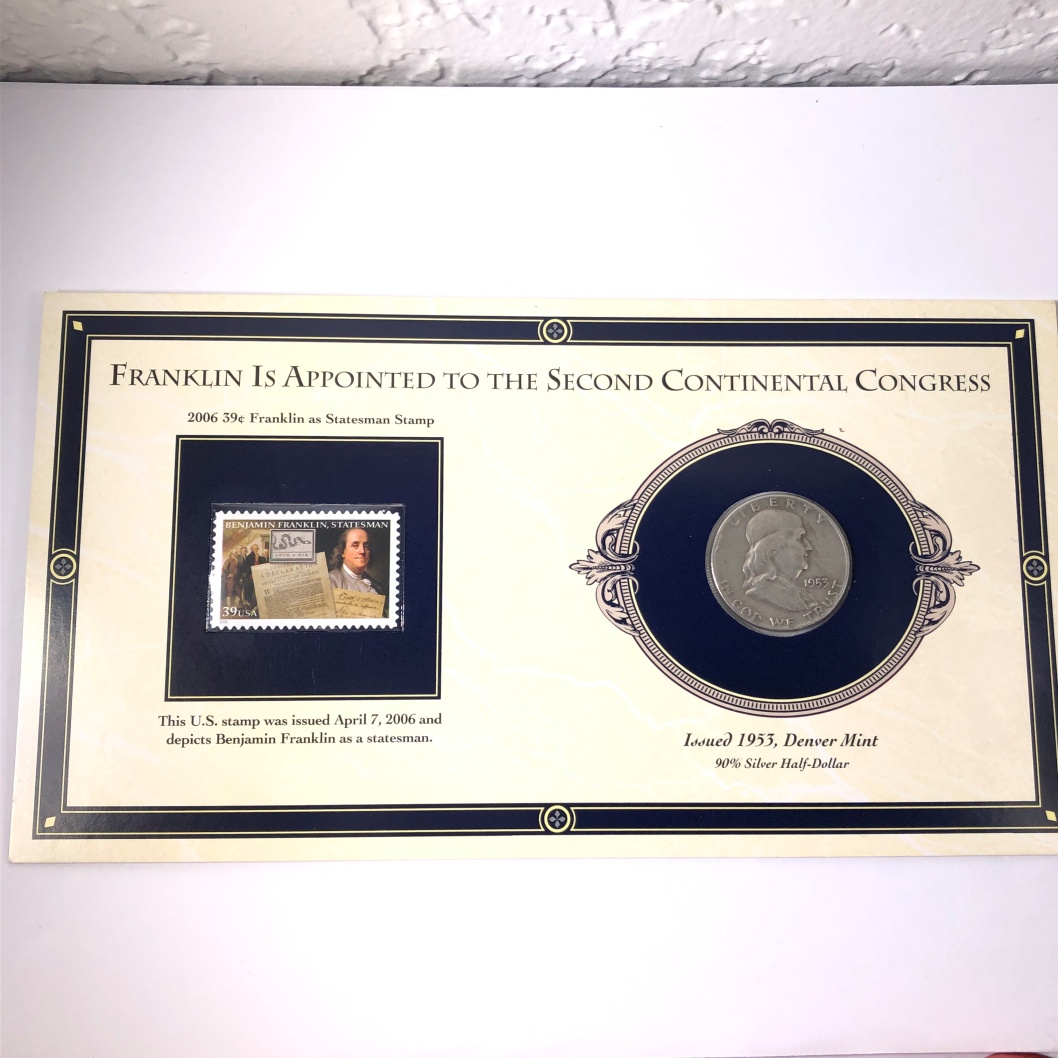 FRANKLIN IS APPOINTED TO THE SECOND CONTINENTAL CONGRESS
2006 39¢ Franklin as Statesman Stamp
BENJAMIN FRANKLIN, STATESMAN
39USA
This U.S. stamp was issued April 7, 2006 and
depicts Benjamin Franklin as a statesman.
LIBERTY
1953
IN GOD WE TRUST
Issued 1953, Denver Mint
90% Silver Half-Dollar